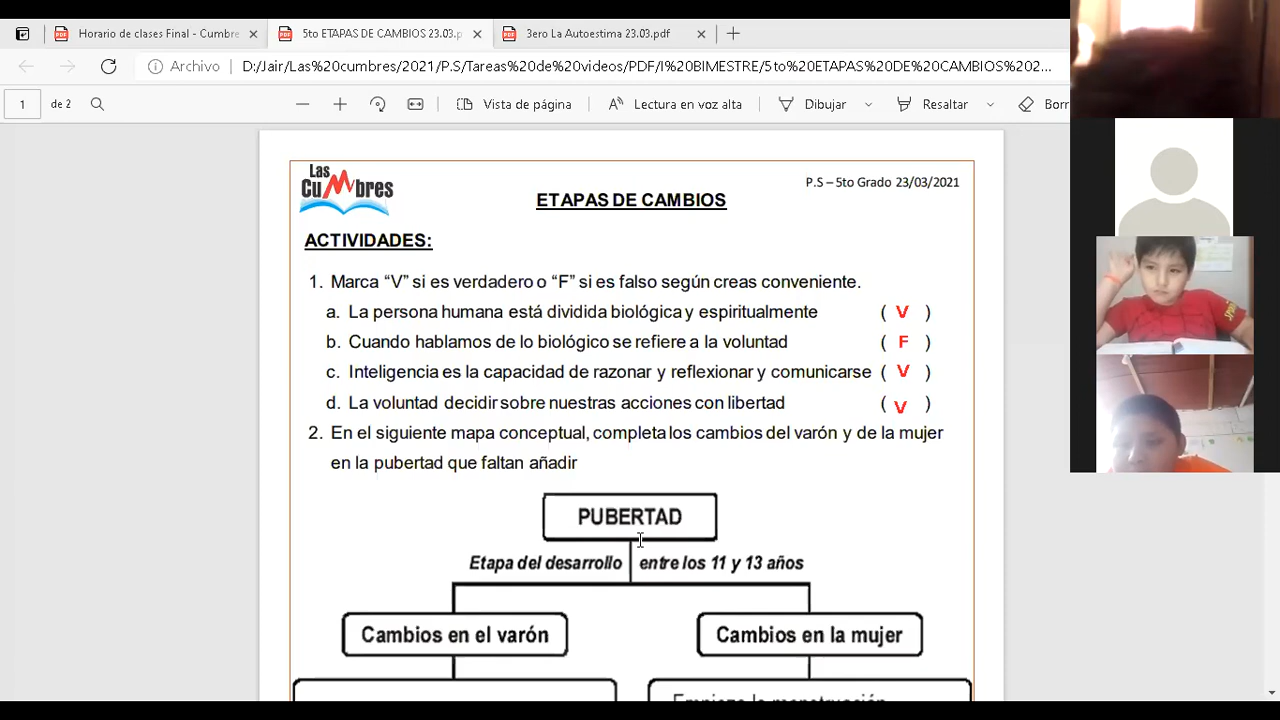 Horario de clases Final - Cumbre
5to ETAPAS DE CAMBIOS 23.03.p
3ero La Autoestima 23.03.pdf
Archivo
D:/Jair/Las%20cumbres/2021/P.S/Tareas%20de%20videos/PDF/I%20BIMESTRE/5to%20ETAPAS%20DE%20CAMBIOS%202...
1 de 2
Vista de página
Lectura en voz alta
Dibujar
Resaltar
Borr
Las
CuMbres
P.S – 5to Grado 23/03/2021
ETAPAS DE CAMBIOS
ACTIVIDADES:
1. Marca “V” si es verdadero o “F” si es falso según creas conveniente.
a. La persona humana está dividida biológica y espiritualmente ( V )
b. Cuando hablamos de lo biológico se refiere a la voluntad ( F )
c. Inteligencia es la capacidad de razonar y reflexionar y comunicarse ( V )
d. La voluntad decidir sobre nuestras acciones con libertad ( V )
2. En el siguiente mapa conceptual, completa los cambios del varón y de la mujer
en la pubertad que faltan añadir
PUBERTAD
Etapa del desarrollo entre los 11 y 13 años
Cambios en el varón
Cambios en la mujer
Empieza la menstruación